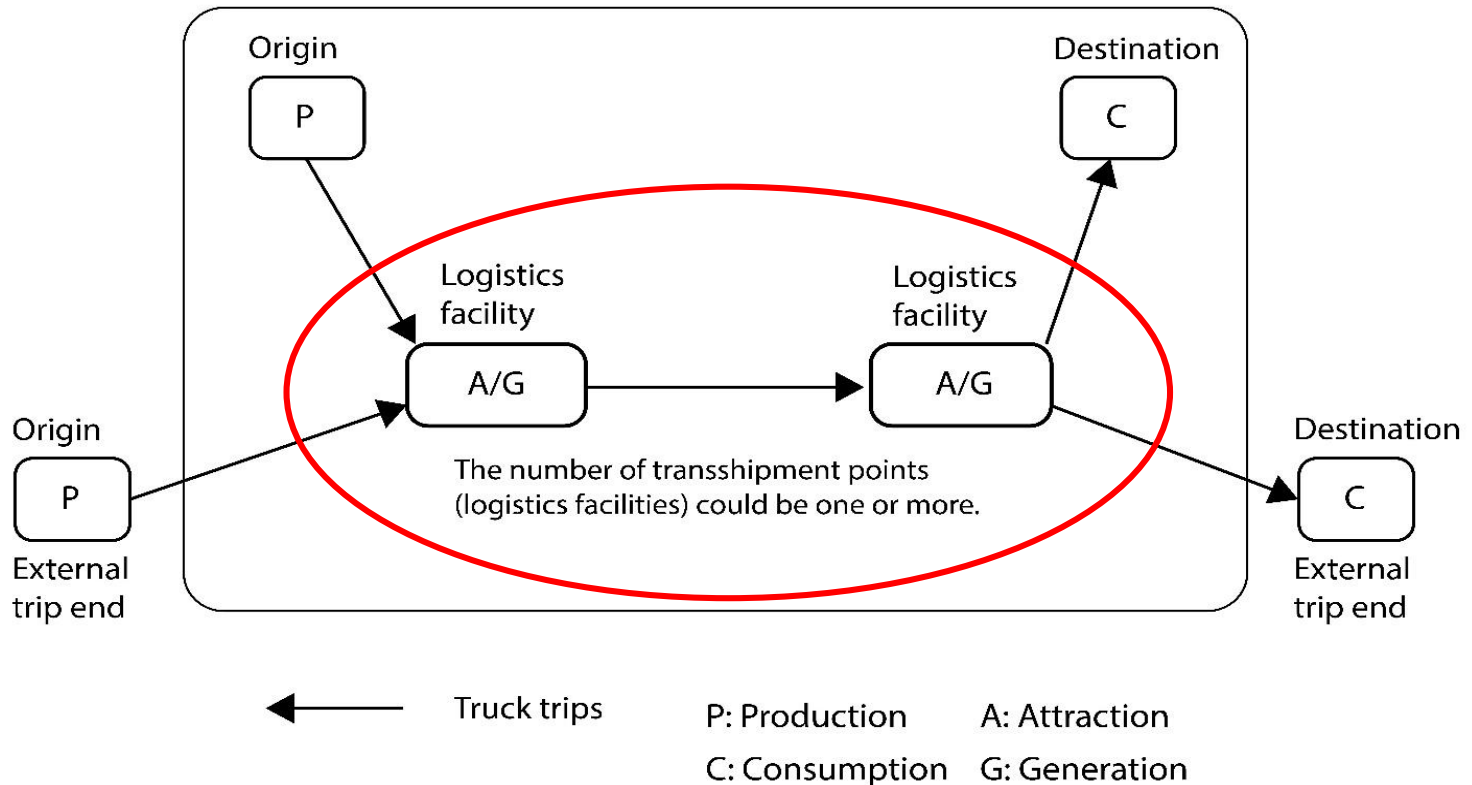 Origin
P
Destination
C
Logistics
facility
A/G
Logistics
facility
A/G
Origin
P
External
trip end
The number of transshipment points
(logistics facilities) could be one or more.
Destination
C
External
trip end
Truck trips
P: Production
A: Attraction
C: Consumption
G: Generation